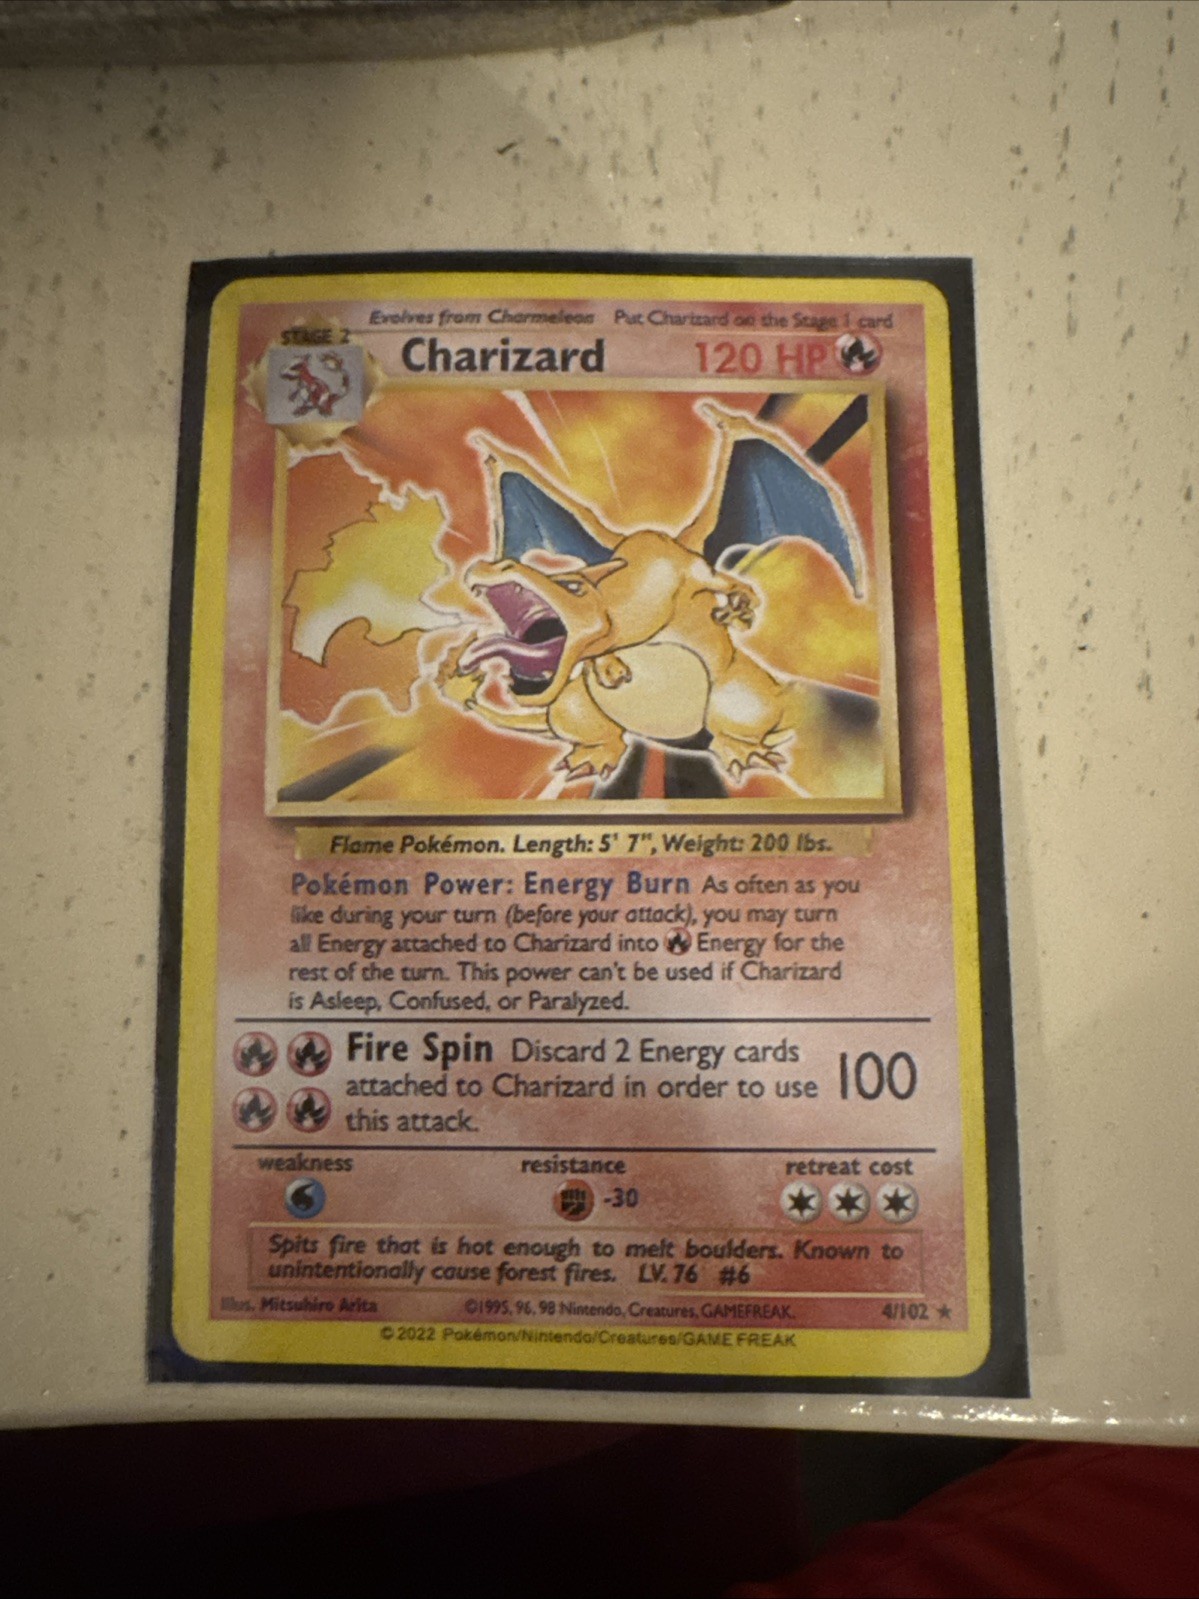 Evolves from Charmeleon Put Charizard on the Stage 1 card
STAGE 2
Charizard 120 HP
Flame Pokémon. Length: 5' 7", Weight: 200 lbs.
Pokémon Power: Energy Burn As often as you
like during your turn (before your attack), you may turn
all Energy attached to Charizard into Energy for the
rest of the turn. This power can't be used if Charizard
is Asleep, Confused, or Paralyzed.
Fire Spin Discard 2 Energy cards
attached to Charizard in order to use 100
this attack.
weakness resistance retreat cost
-30
Spits fire that is hot enough to melt boulders. Known to
unintentionally cause forest fires. LV. 76 #6
Illus. Mitsuhiro Arita ©1995, 96, 98 Nintendo, Creatures, GAMEFREAK. 4/102
© 2022 Pokémon/Nintendo/Creatures/GAME FREAK